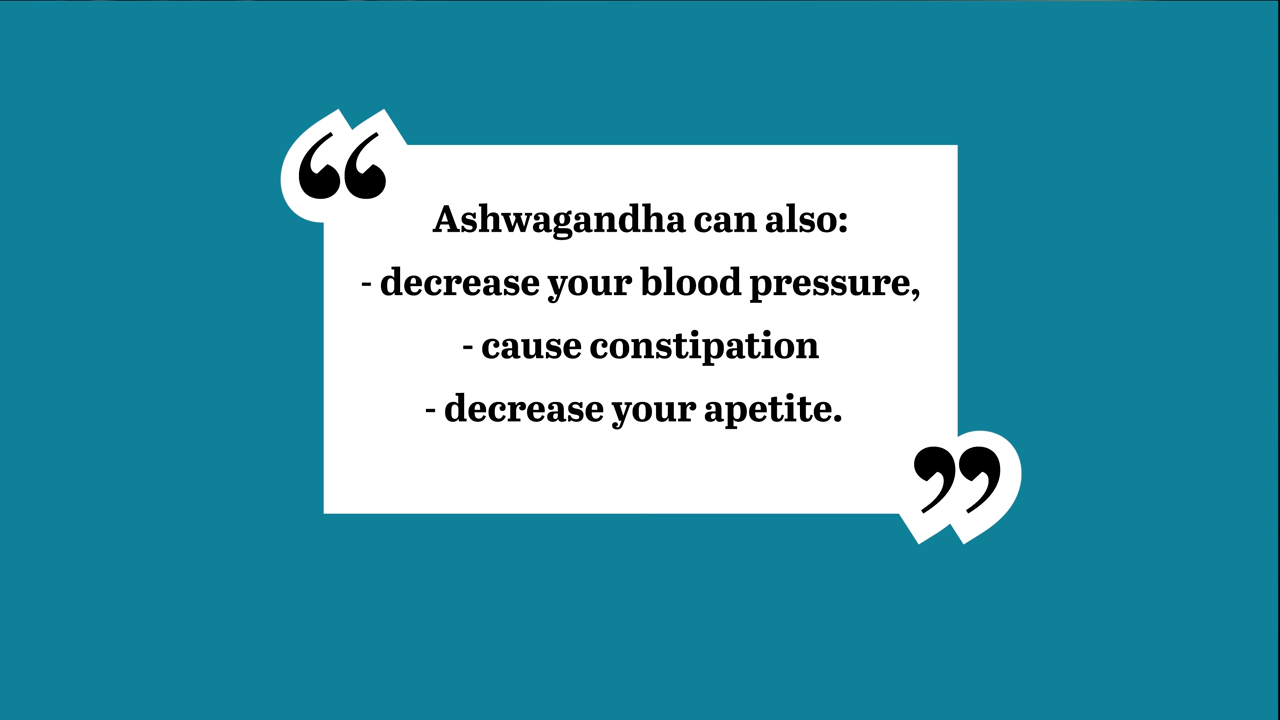 “
Ashwagandha can also:
- decrease your blood pressure,
- cause constipation
- decrease your apetite.
”